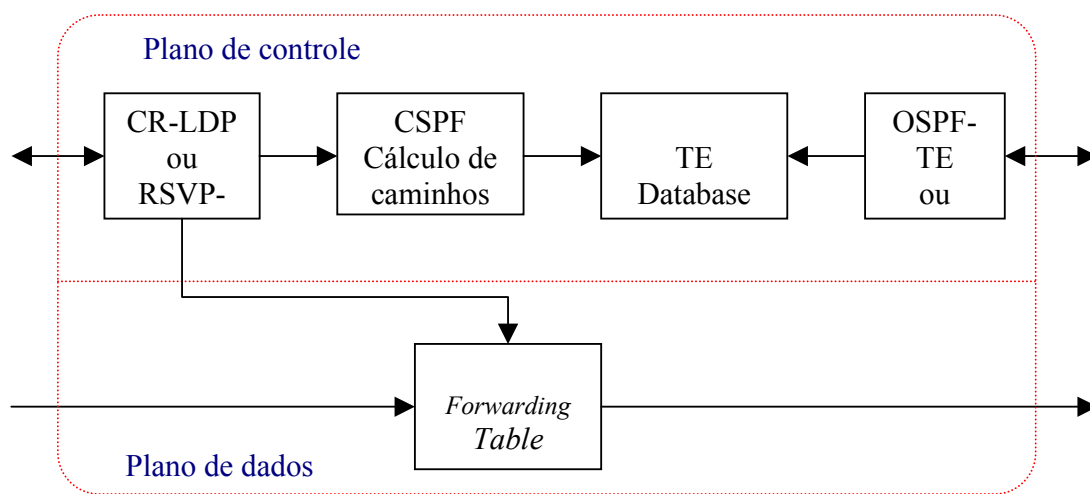 Plano de controle
CR-LDP
ou
RSVP-
CSPF
Cálculo de
caminhos
TE
Database
OSPF-
TE
ou
Forwarding
Table
Plano de dados